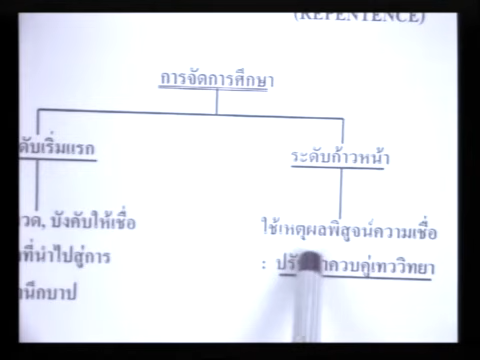 (REPENTENCE)
การจัดการศึกษา
ดับเริ่มแรก
ระดับก้าวหน้า
วด, บังคับให้เชื่อ
ใช้เหตุผลพิสูจน์ความเชื่อ
ที่นำไปสู่การ
: ควบคู่เทววิทยา
นึกบาป